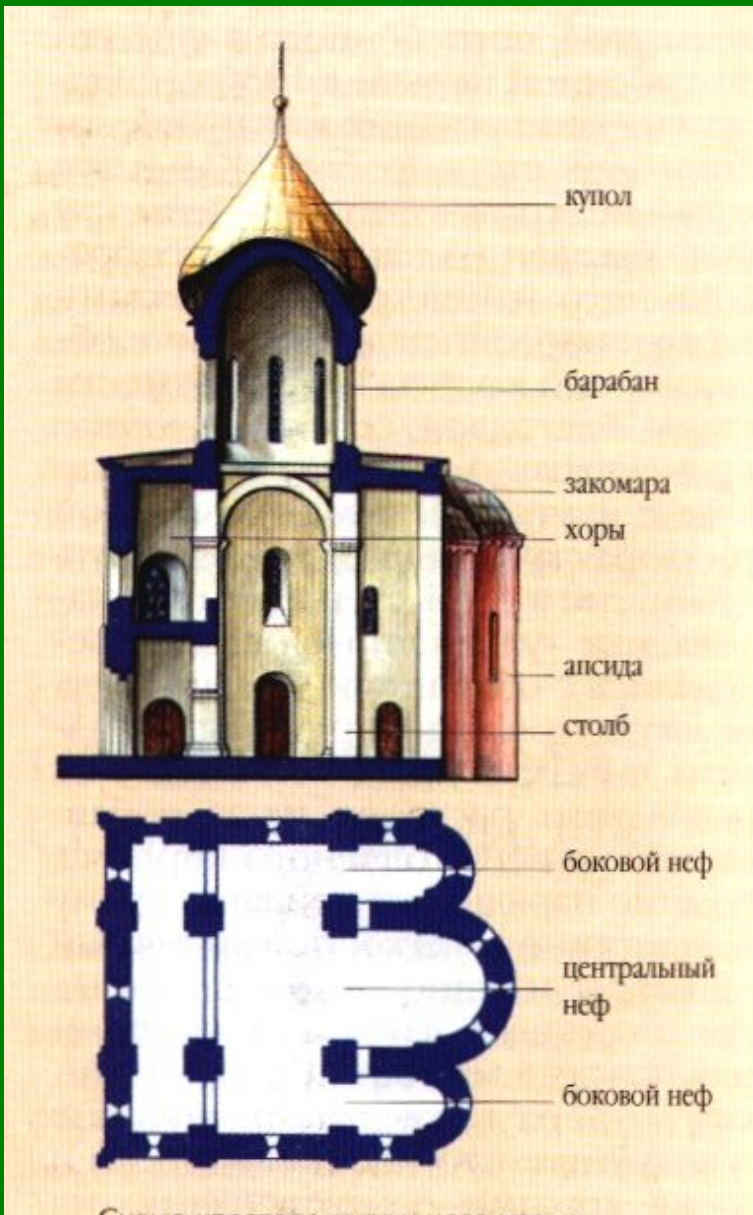 купол
барабан
закомара
хоры
апсида
столб
боковой неф
центральный
неф
боковой неф